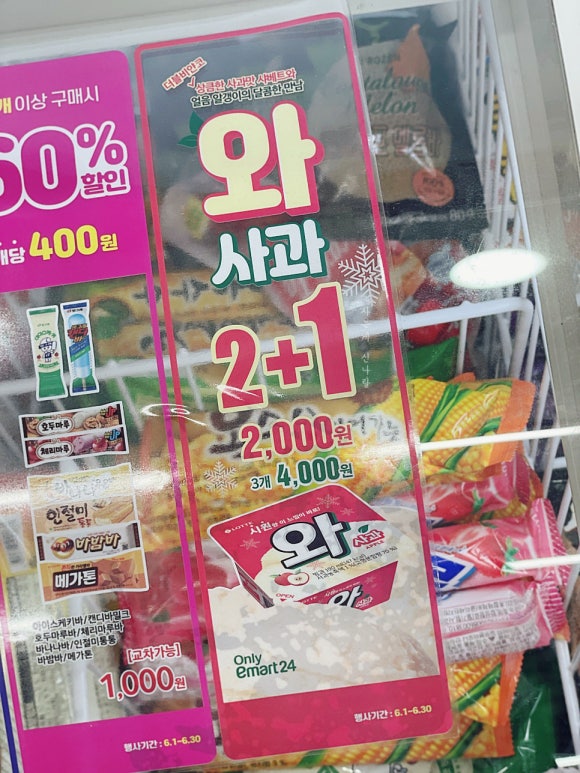 개 이상 구매시
60%
할인
개당 400원
호두마루
체리마루
인절미
바밤바
메가톤
아이스케키바/캔디바밀크
호두마루바/체리마루바
바나나바/인절미통통
바밤바/메가톤
[교차가능]
1,000원
행사기간 : 6.1~6.30
더블비얀코
상큼한 사과맛 샤베트와
얼음 알갱이의 달콤한 만남
와
사과
2+1
2,000원
3개 4,000원
LOTTE
와
사과
APPLE
OPEN
와
Only
emart24
행사기간 : 6.1~6.30